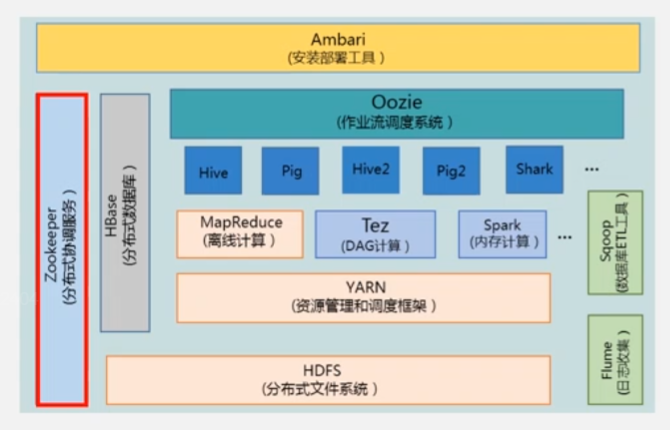 Ambari
(安装部署工具)
Zookeeper
(分布式协调服务)
HBase
(分布式数据库)
Oozie
(作业流调度系统)
Hive
Pig
Hive2
Pig2
Shark
...
MapReduce
(离线计算)
Tez
(DAG计算)
Spark
(内存计算)
...
YARN
(资源管理和调度框架)
HDFS
(分布式文件系统)
Sqoop
(数据库ETL工具)
Flume
(日志收集)